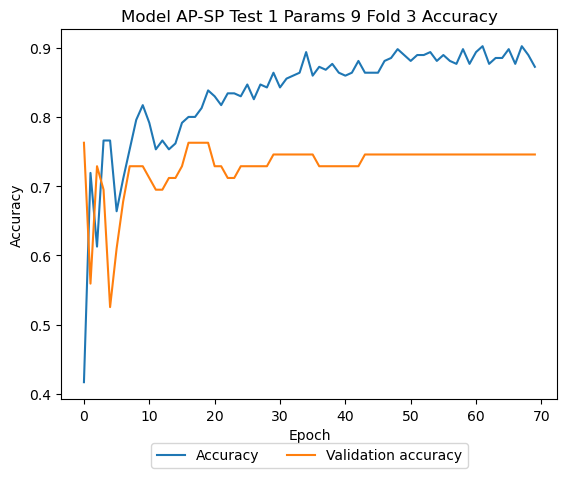 Model AP-SP Test 1 Params 9 Fold 3 Accuracy
0.9
0.8
0.7
0.6
0.5
0.4
Accuracy
0 10 20 30 40 50 60 70
Epoch
Accuracy Validation accuracy